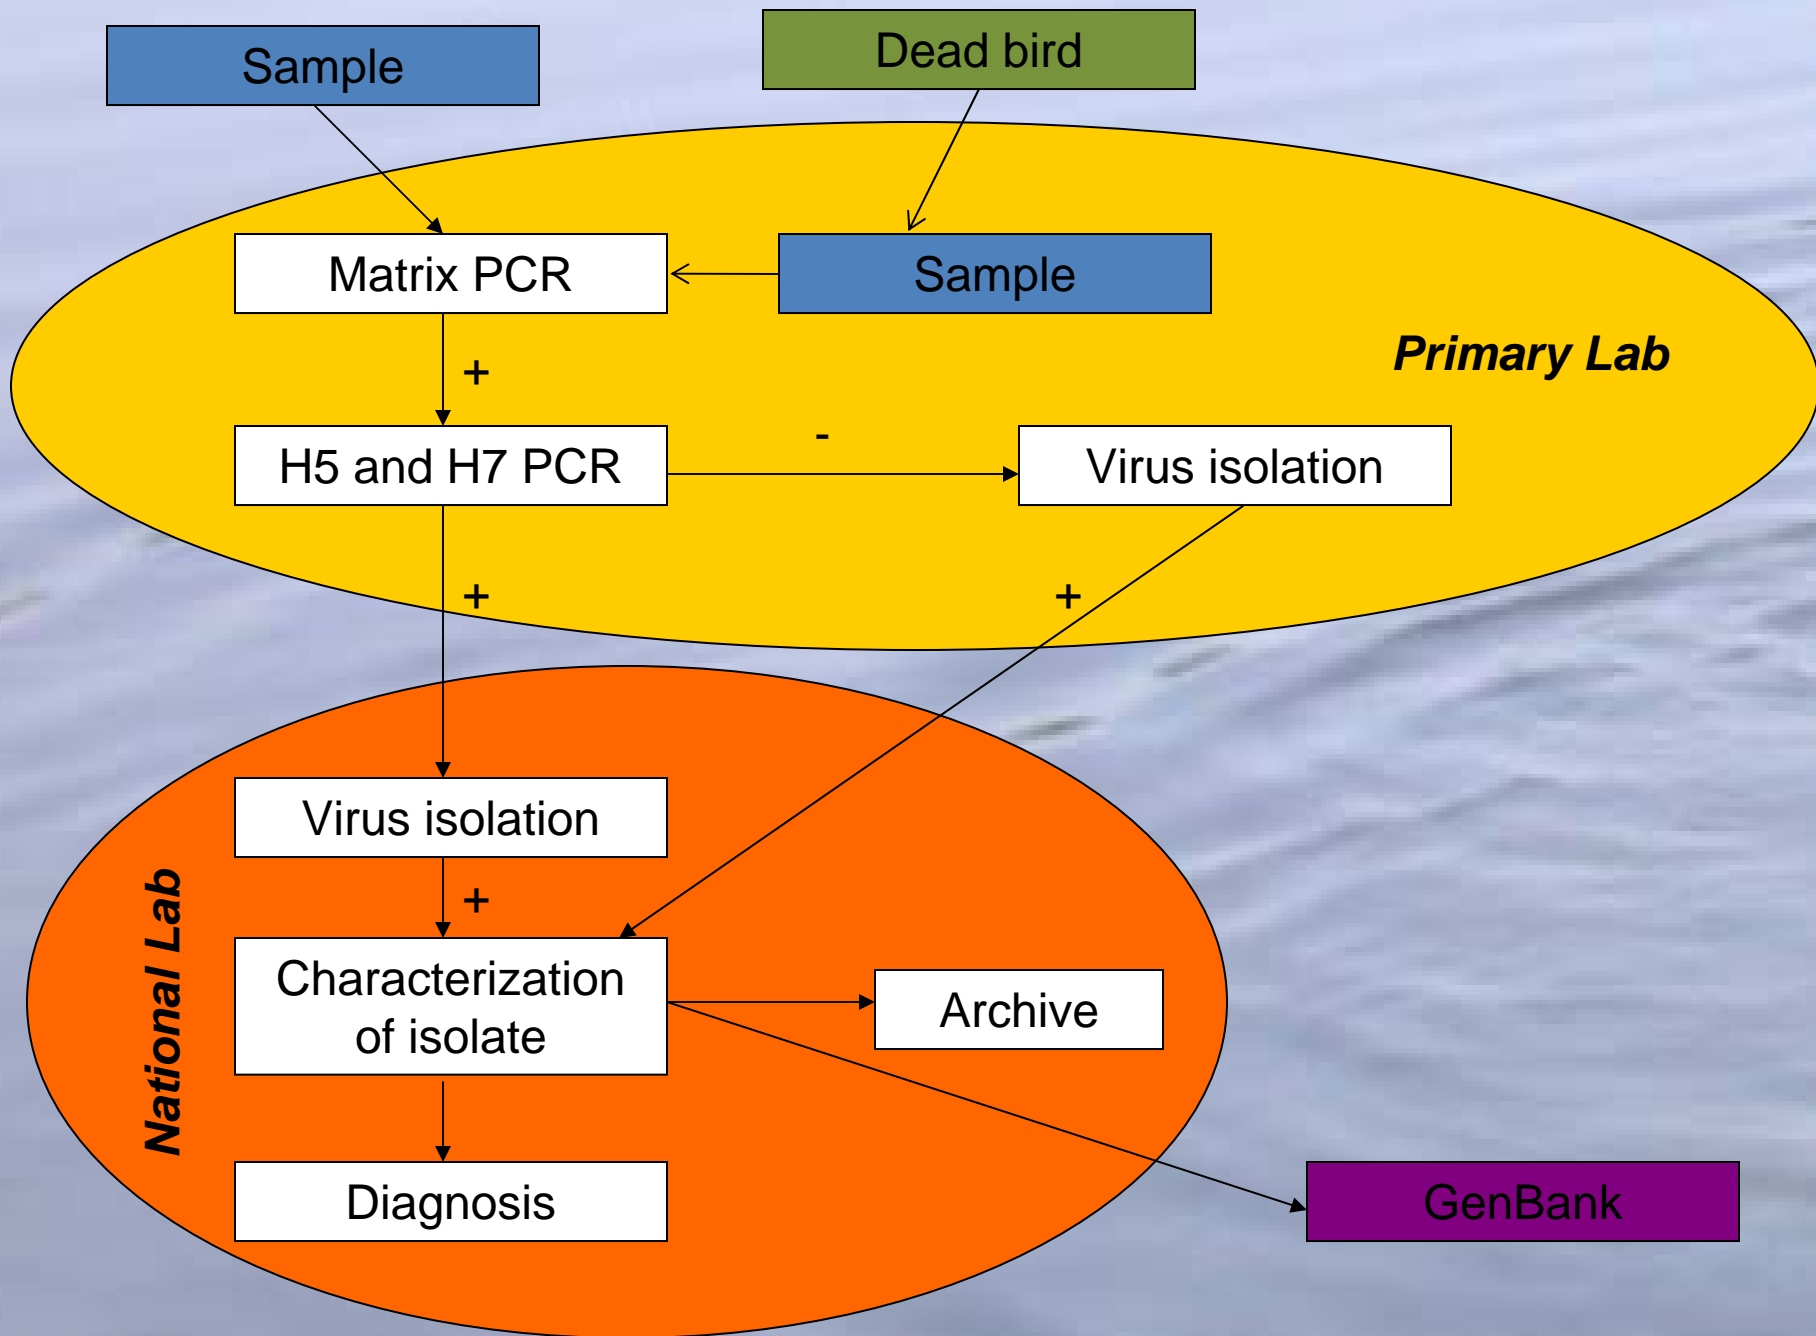 Sample
Dead bird
Matrix PCR
Sample
Primary Lab
+
H5 and H7 PCR
-
Virus isolation
+
+
Virus isolation
National Lab
+
Characterization
of isolate
Archive
Diagnosis
GenBank